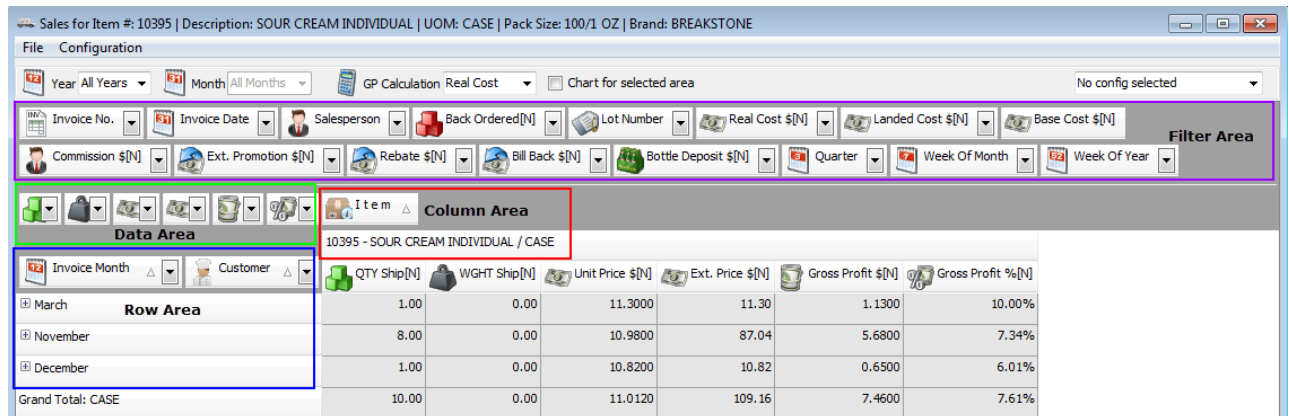 Sales for Item #: 10395 | Description: SOUR CREAM INDIVIDUAL | UOM: CASE | Pack Size: 100/1 OZ | Brand: BREAKSTONE
File Configuration
Year All Years Month All Months GP Calculation Real Cost Chart for selected area No config selected
Invoice No. Invoice Date Salesperson Back Ordered[N] Lot Number Real Cost $[N] Landed Cost $[N] Base Cost $[N]
Filter Area
Commission $[N] Ext. Promotion $[N] Rebate $[N] Bill Back $[N] Bottle Deposit $[N] Quarter Week Of Month Week Of Year
Item Column Area
Data Area
10395 - SOUR CREAM INDIVIDUAL / CASE
Invoice Month Customer QTY Ship[N] WGHT Ship[N] Unit Price $[N] Ext. Price $[N] Gross Profit $[N] Gross Profit %[N]
March 1.00 0.00 11.3000 11.30 1.1300 10.00%
Row Area
November 8.00 0.00 10.9800 87.04 5.6800 7.34%
December 1.00 0.00 10.8200 10.82 0.6500 6.01%
Grand Total: CASE 10.00 0.00 11.0120 109.16 7.4600 7.61%